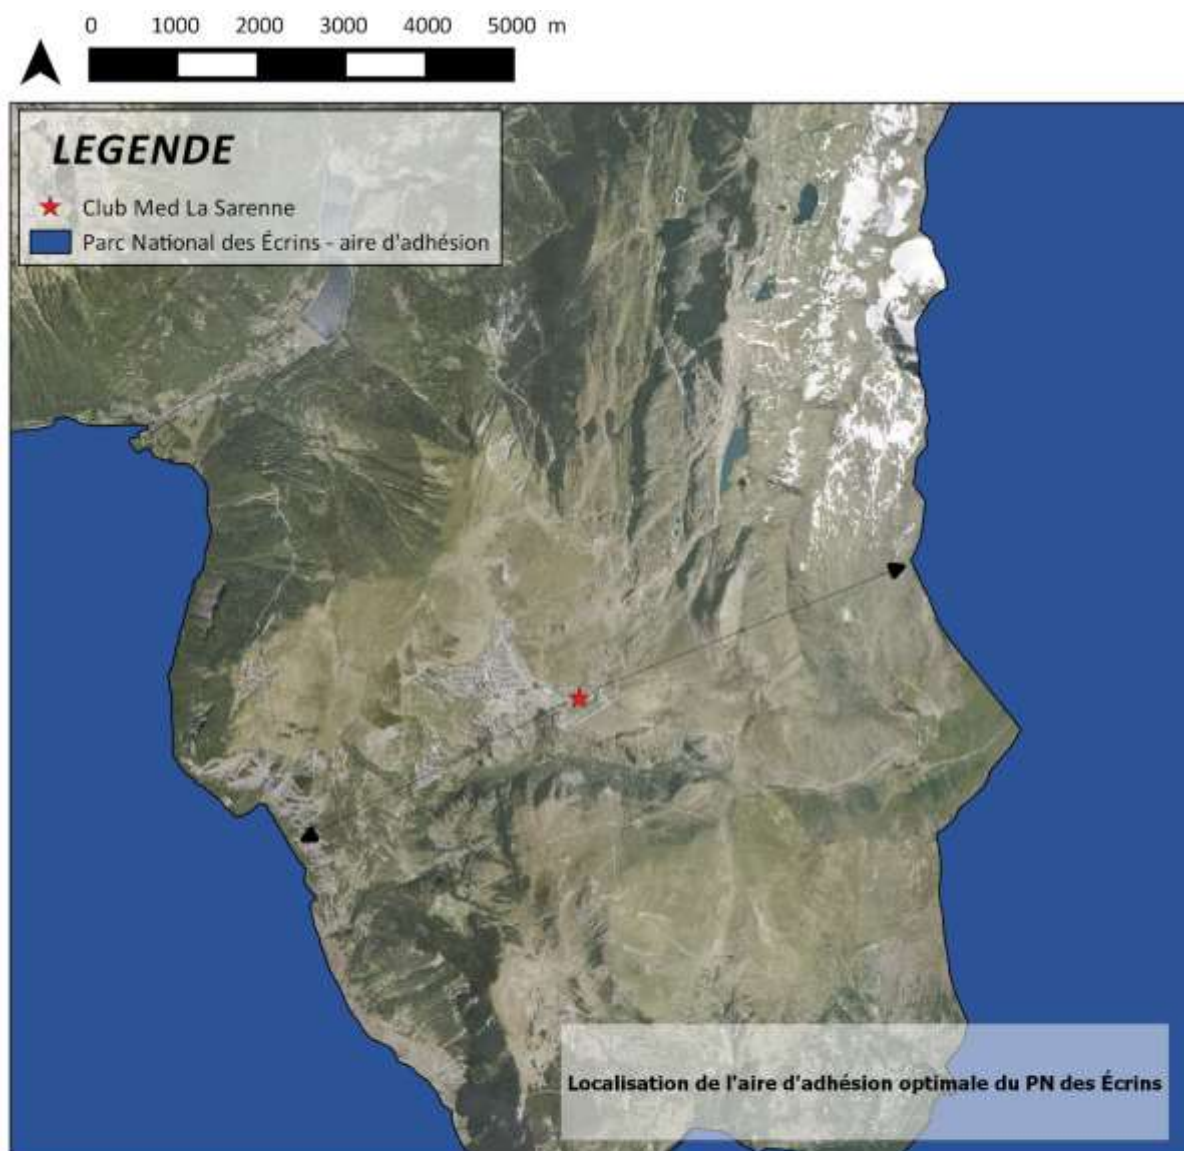 0 1000 2000 3000 4000 5000 m
LEGENDE
Club Med La Sarenne
Parc National des Écrins - aire d'adhésion
Localisation de l'aire d'adhésion optimale du PN des Écrins